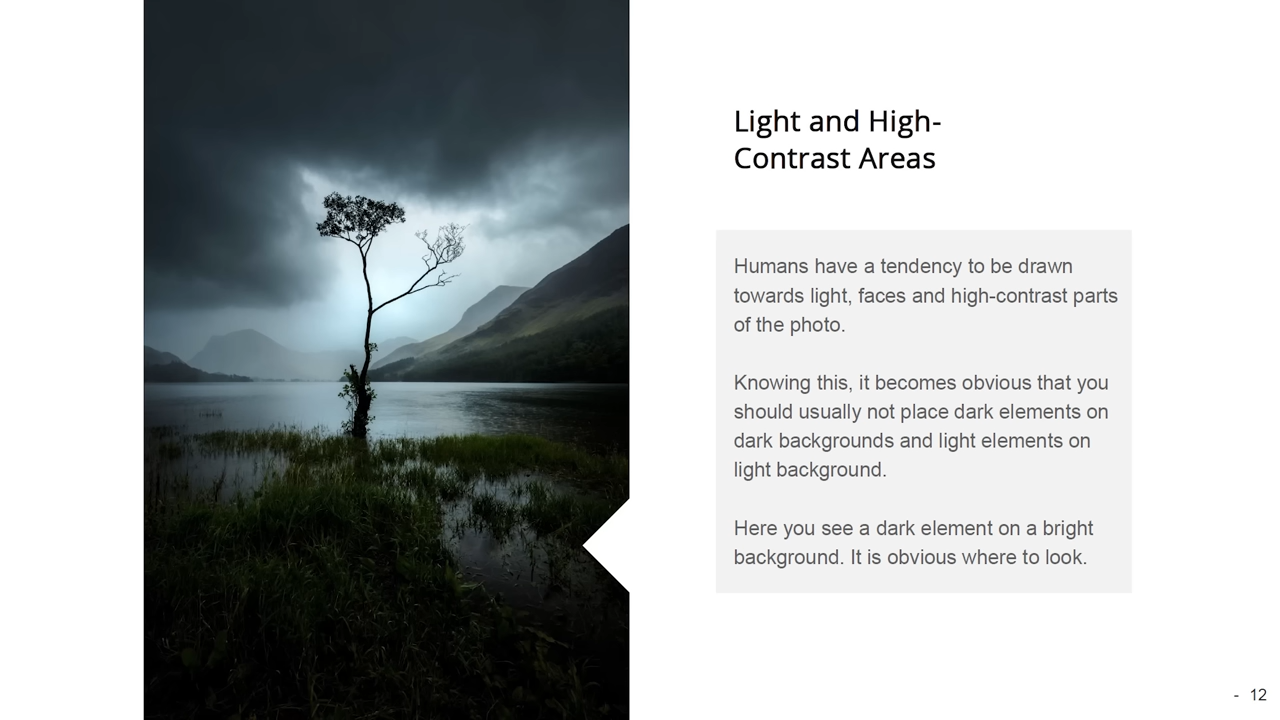 Light and High-
Contrast Areas
Humans have a tendency to be drawn
towards light, faces and high-contrast parts
of the photo.
Knowing this, it becomes obvious that you
should usually not place dark elements on
dark backgrounds and light elements on
light background.
Here you see a dark element on a bright
background. It is obvious where to look.
- 12